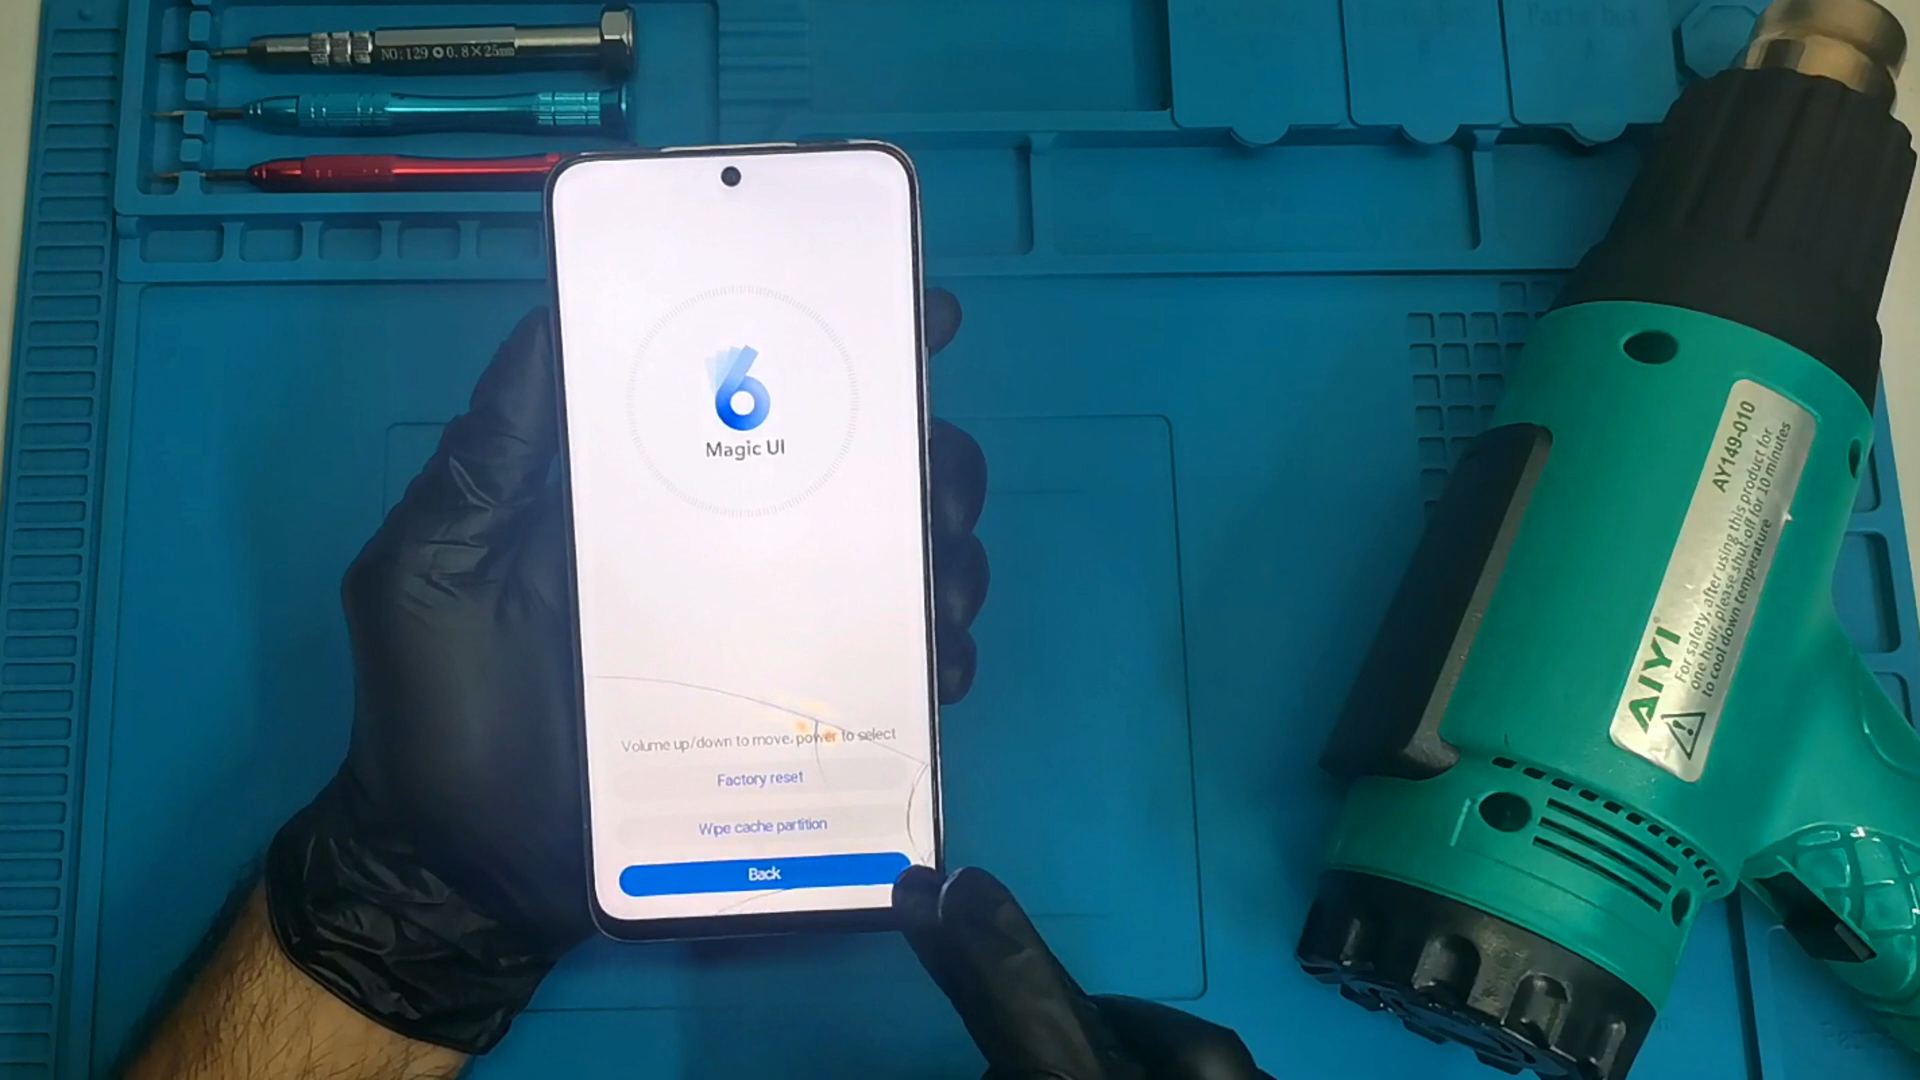 NO:129 ✪ 0.8×25mm
6
Magic UI
Volume up/down to move, power to select
Factory reset
Wipe cache partition
Back
AY149-010
AIYI
For safety, after using this product for
one hour, please shut-off for 10 minutes
to cool down temperature